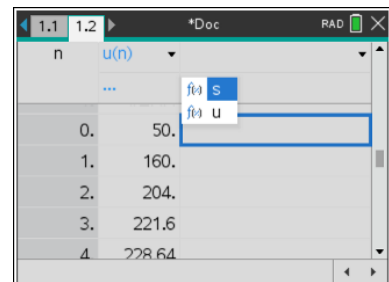 1.1 1.2 *Doc RAD
n u(n)
... f(x) s
f(x) u
0. 50.
1. 160.
2. 204.
3. 221.6
4. 228.64